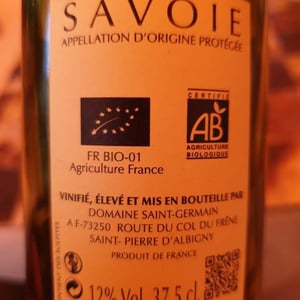 SAVOIE
APPELLATION D'ORIGINE PROTÉGÉE
CERTIFIÉ
AB
AGRICULTURE
BIOLOGIQUE
FR BIO-01
Agriculture France
VINIFIÉ, ÉLEVÉ ET MIS EN BOUTEILLE PAR
DOMAINE SAINT-GERMAIN
A F-73250 ROUTE DU COL DU FRÊNE
SAINT- PIERRE D'ALBIGNY
PRODUIT DE FRANCE
12% Vol. 37,5 cl